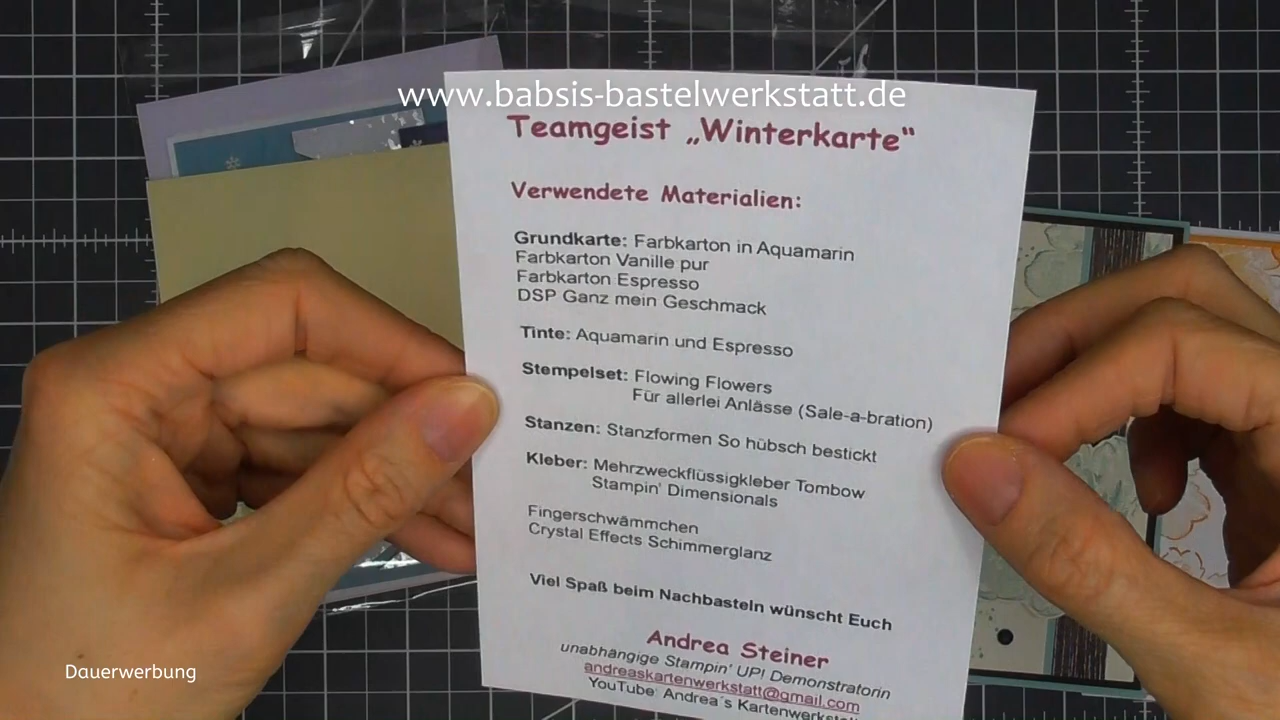 www.babsis-bastelwerkstatt.de
Teamgeist „Winterkarte“
Verwendete Materialien:
Grundkarte: Farbkarton in Aquamarin
Farbkarton Vanille pur
Farbkarton Espresso
DSP Ganz mein Geschmack
Tinte: Aquamarin und Espresso
Stempelset: Flowing Flowers
Für allerlei Anlässe (Sale-a-bration)
Stanzen: Stanzformen So hübsch bestickt
Kleber: Mehrzweckflüssigkleber Tombow
Stampin' Dimensionals
Fingerschwämmchen
Crystal Effects Schimmerglanz
Viel Spaß beim Nachbasteln wünscht Euch
Andrea Steiner
unabhängige Stampin' UP! Demonstratorin
andreaskartenwerkstatt@gmail.com
YouTube: Andrea´s
Dauerwerbung